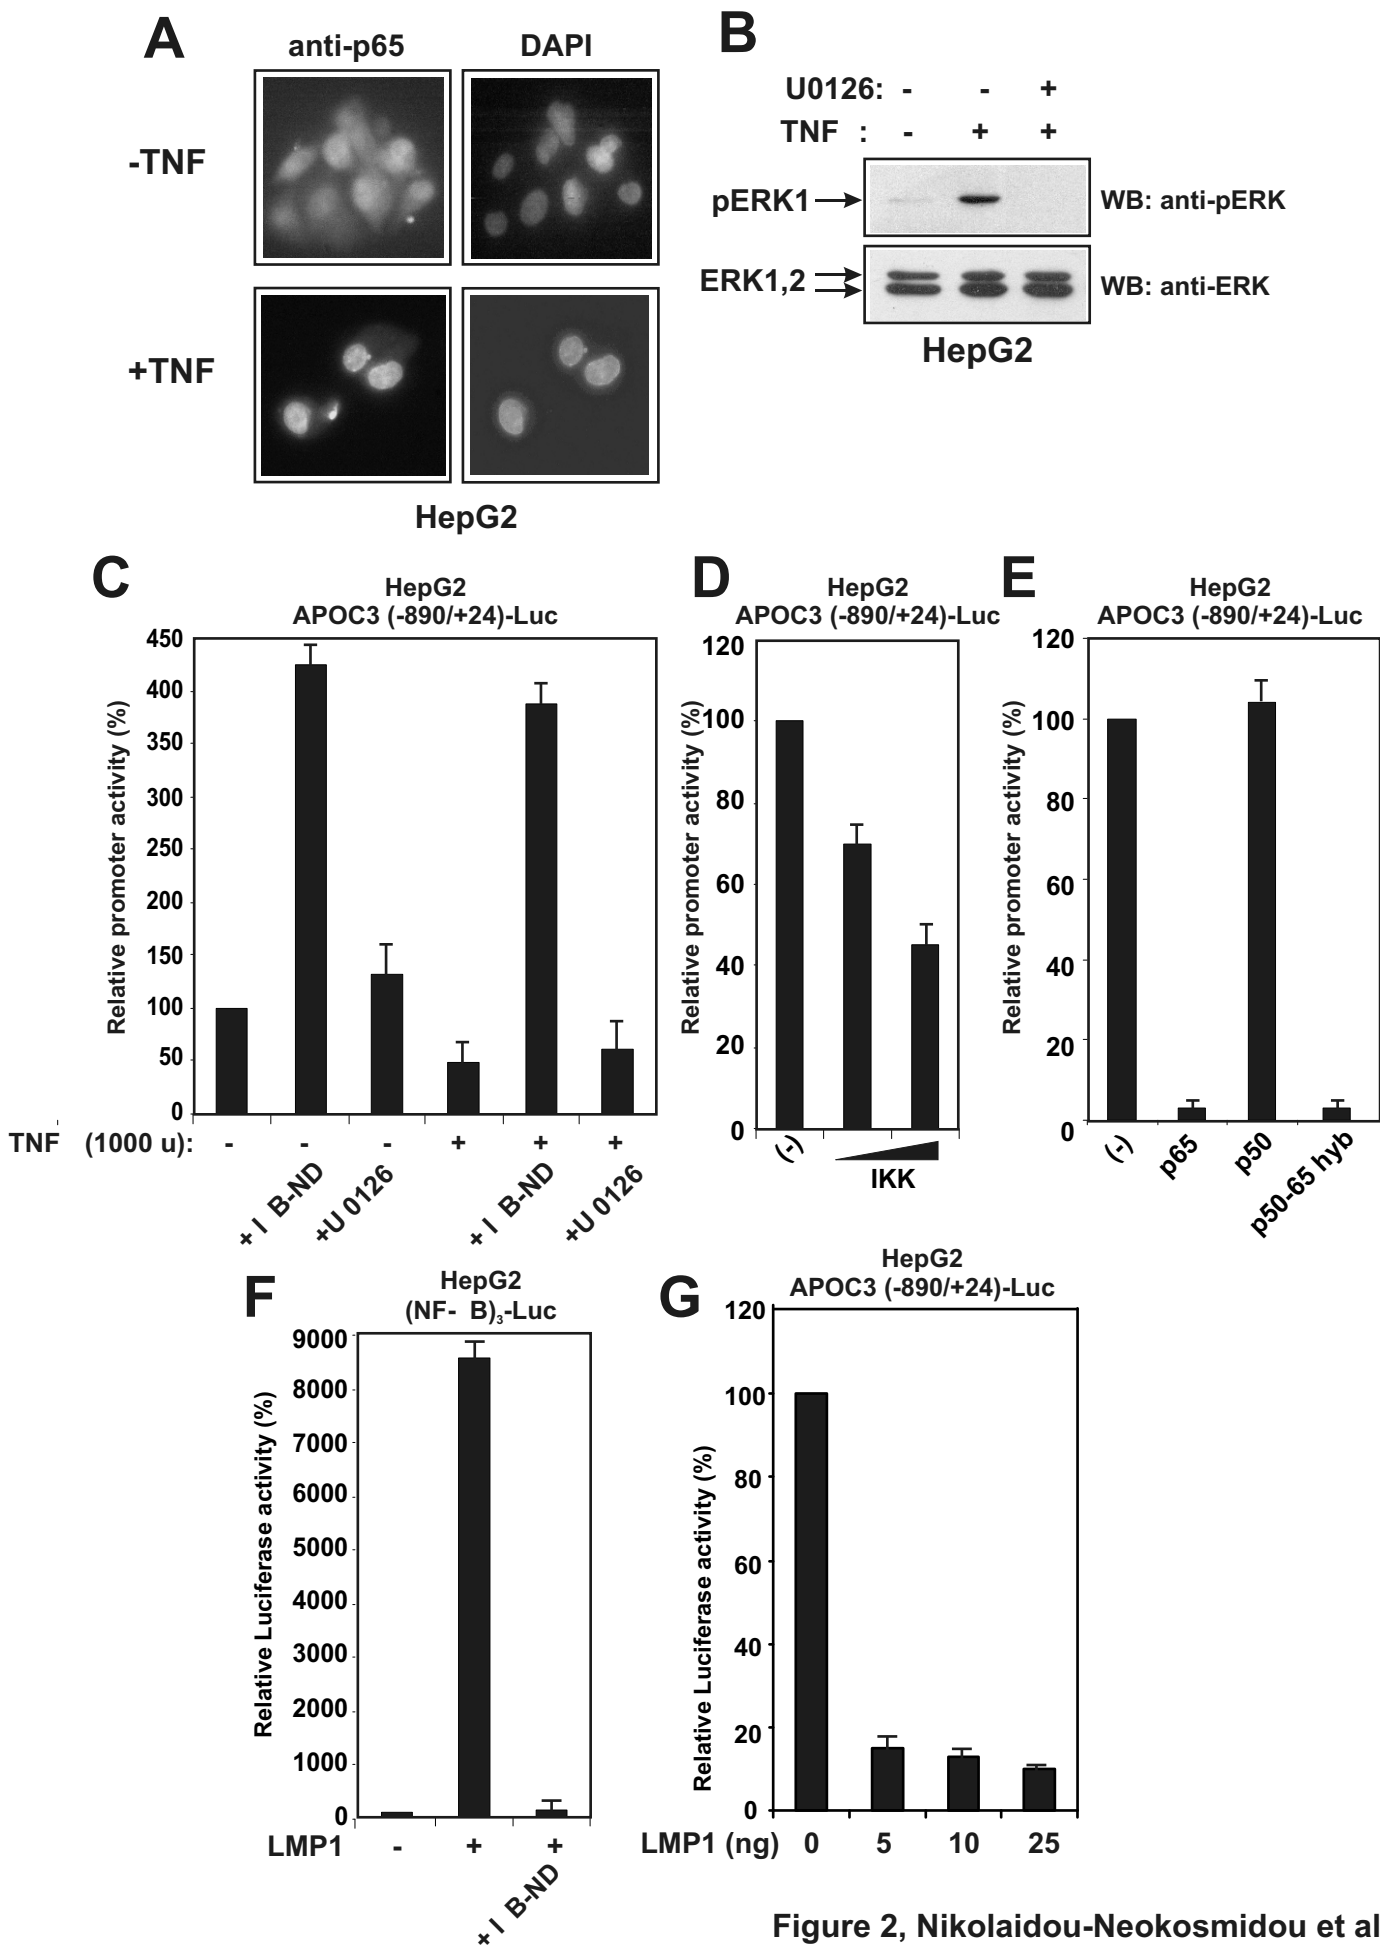 A
anti-p65 DAPI
-TNF
+TNF
HepG2
B
U0126: - - +
TNF : - + +
pERK1 WB: anti-pERK
ERK1,2 WB: anti-ERK
HepG2
C
HepG2
APOC3 (-890/+24)-Luc
Relative promoter activity (%)
450
400
350
300
250
200
150
100
50
0
TNF (1000 u): - - - + + +
+ I B-ND
+U 0126
+ I B-ND
+U 0126
D
HepG2
APOC3 (-890/+24)-Luc
Relative promoter activity (%)
120
100
80
60
40
20
0
(-)
IKK
E
HepG2
APOC3 (-890/+24)-Luc
Relative promoter activity (%)
120
100
80
60
40
20
0
(-)
p65
p50
p50-65 hyb
F
HepG2
(NF- B)₃-Luc
Relative Luciferase activity (%)
9000
8000
7000
6000
5000
4000
3000
2000
1000
0
LMP1 - + +
+ I B-ND
G
HepG2
APOC3 (-890/+24)-Luc
Relative Luciferase activity (%)
120
100
80
60
40
20
0
LMP1 (ng) 0 5 10 25
Figure 2, Nikolaidou-Neokosmidou et al